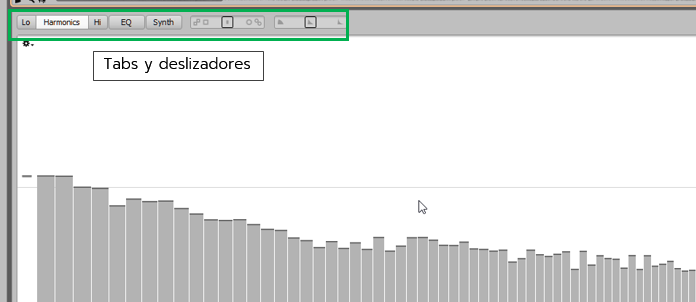 Lo Harmonics Hi EQ Synth
Tabs y deslizadores